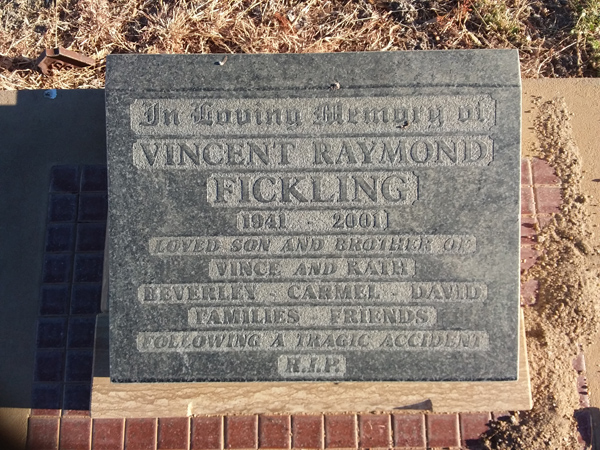 In Loving Memory of
VINCENT RAYMOND
FICKLING
1941 - 2001
LOVED SON AND BROTHER OF
VINCE AND KATH
BEVERLEY - CARMEL - DAVID
FAMILIES - FRIENDS
FOLLOWING A TRAGIC ACCIDENT
R.I.P.